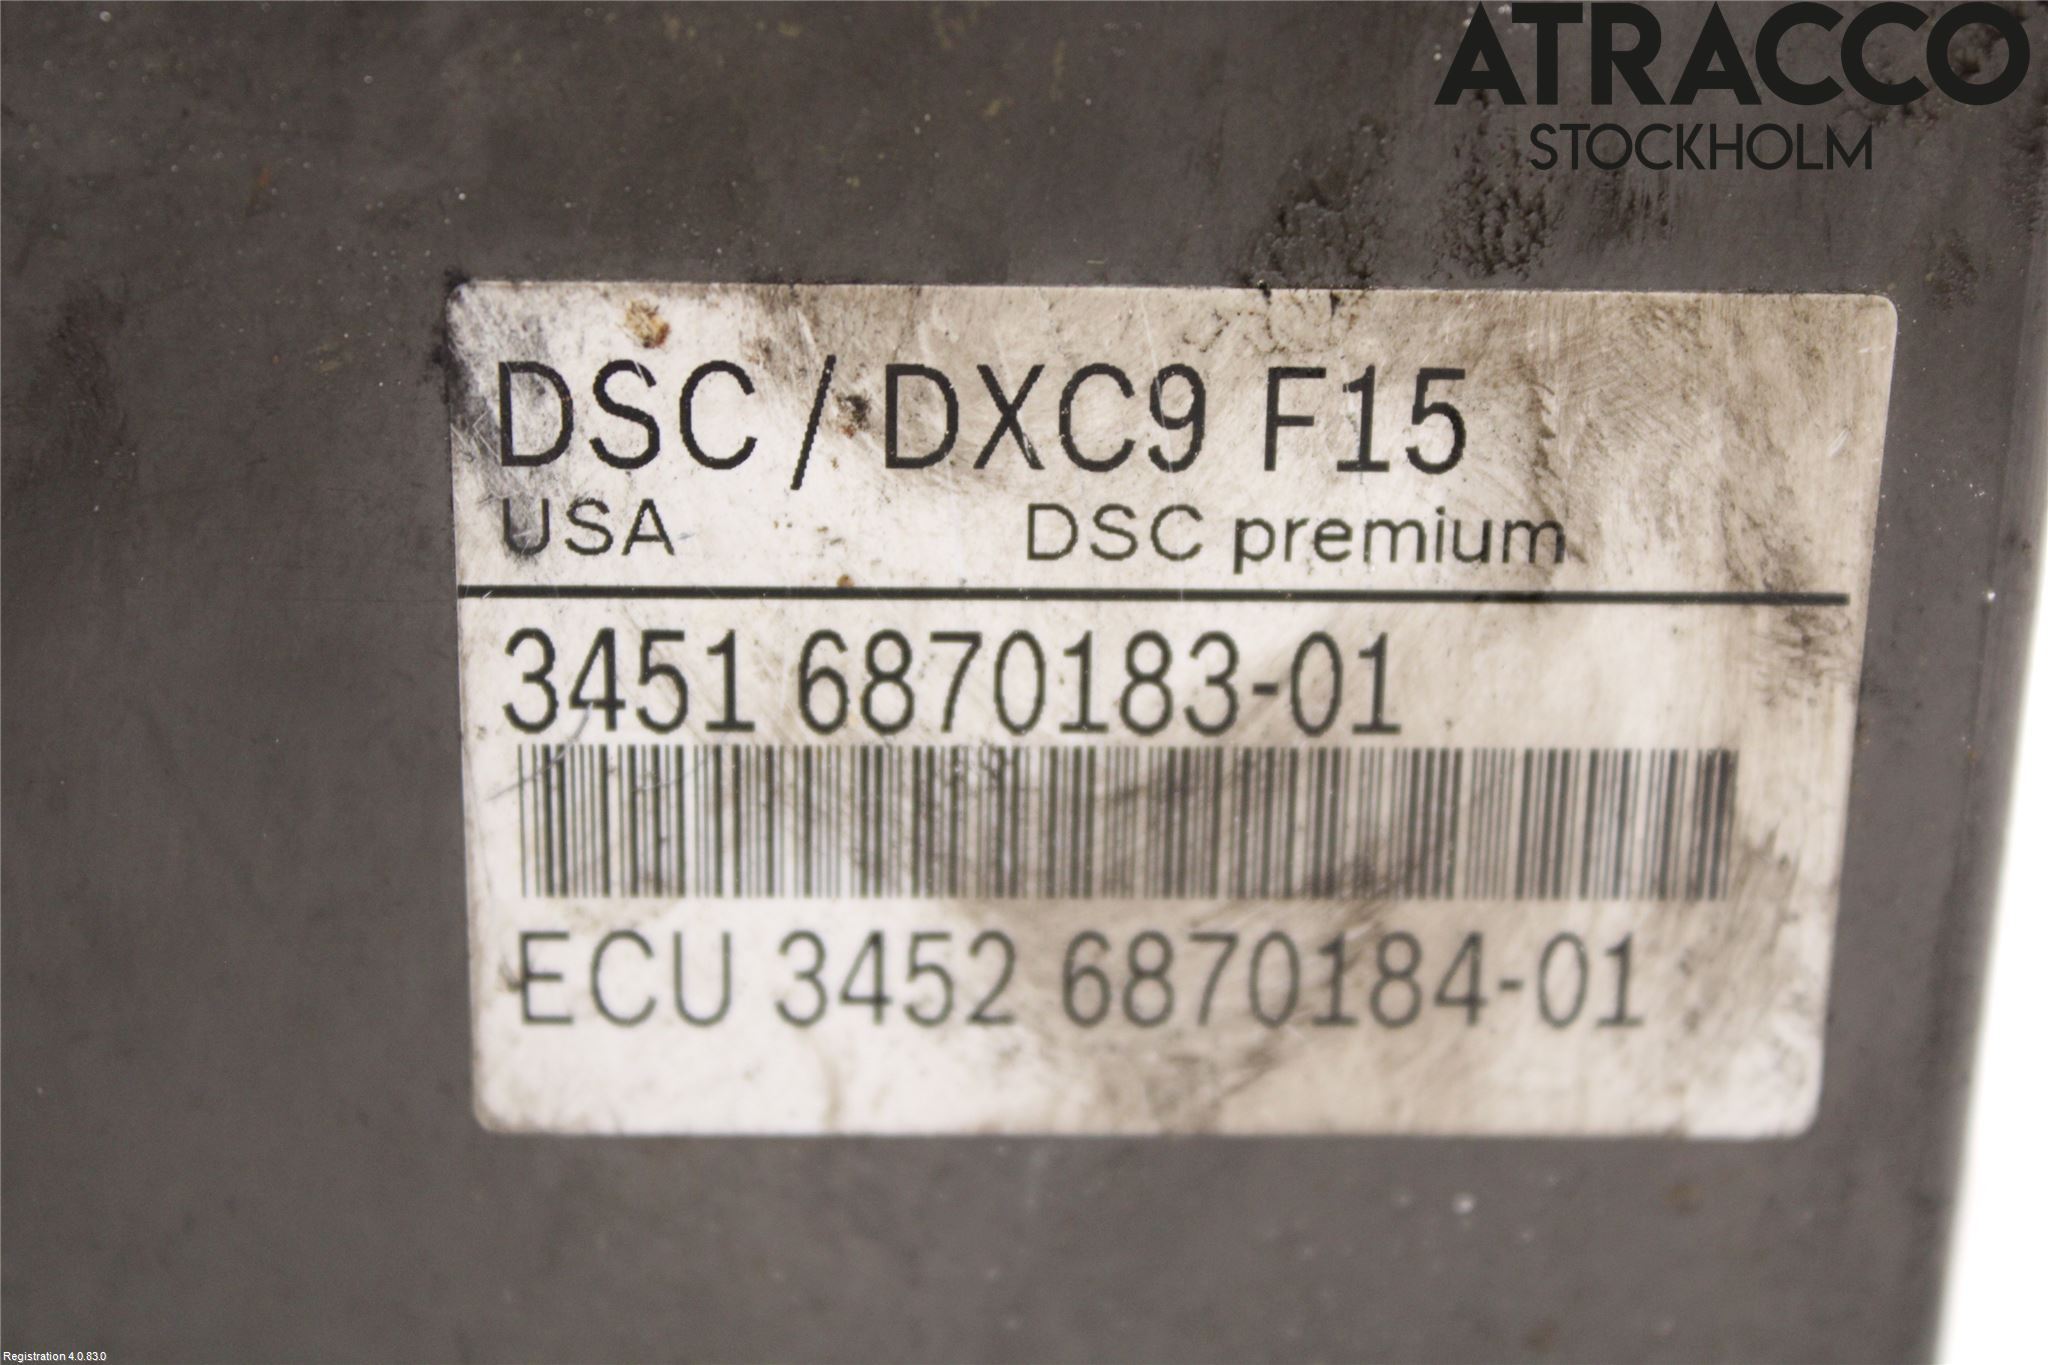 ATRACCO
STOCKHOLM
DSC / DXC9 F15
USA DSC premium
3451 6870183-01
ECU 3452 6870184-01
Registration 4.0.83.0